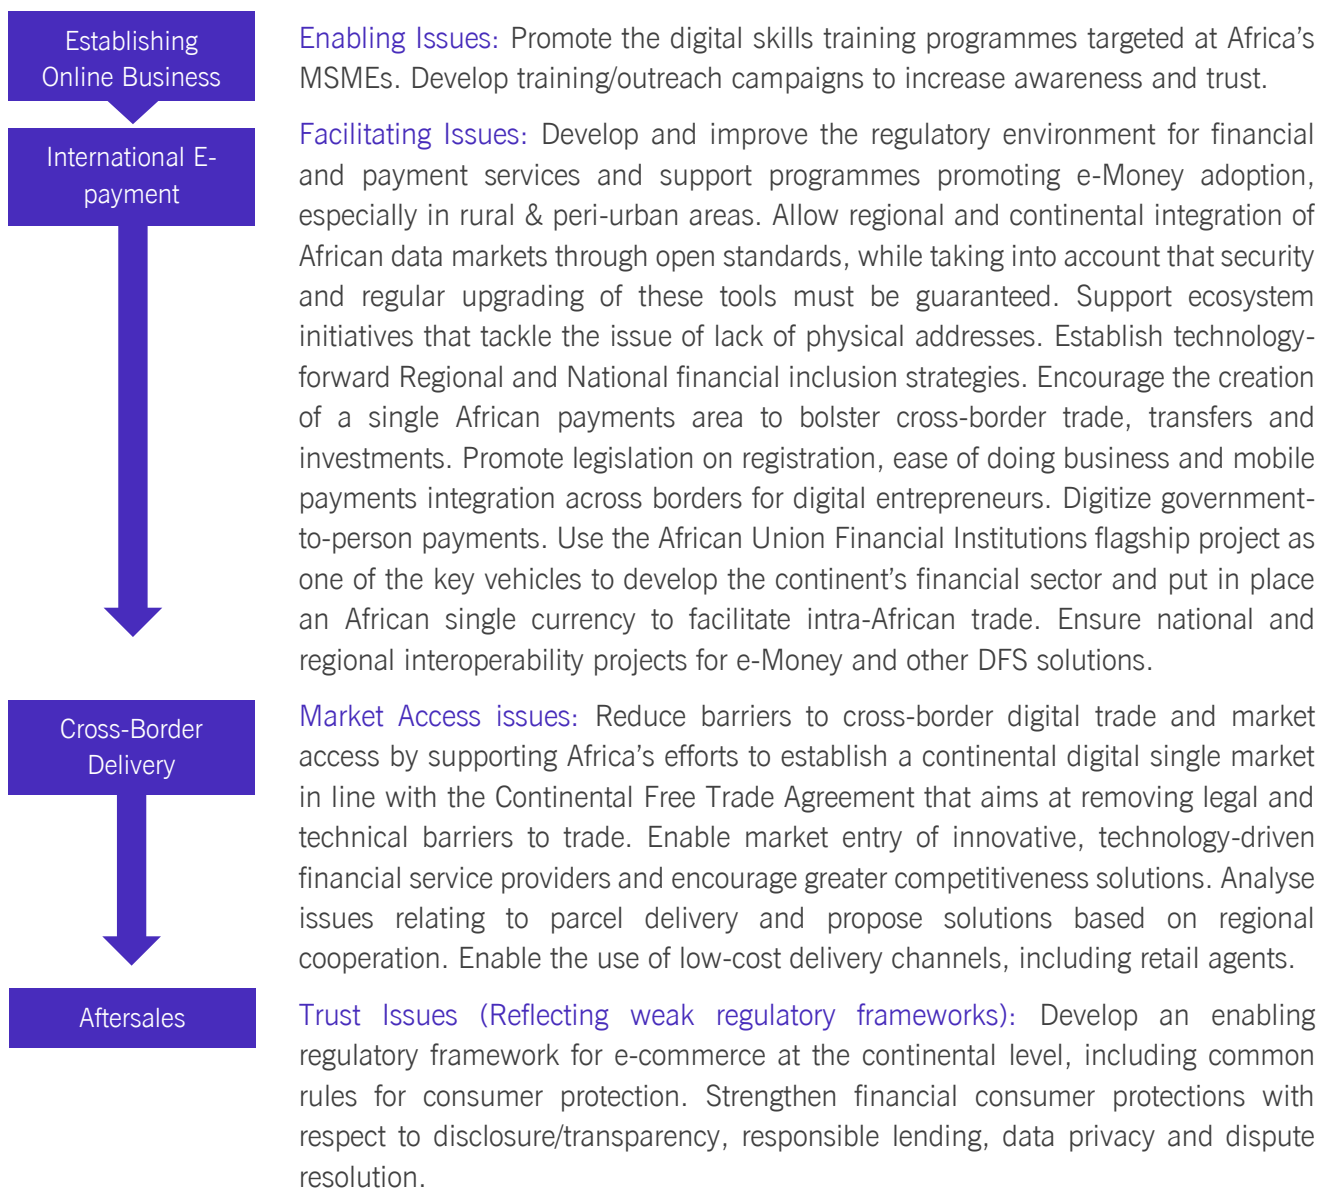 Establishing
Online Business
Enabling Issues: Promote the digital skills training programmes targeted at Africa’s
MSMEs. Develop training/outreach campaigns to increase awareness and trust.
International E-
payment
Facilitating Issues: Develop and improve the regulatory environment for financial
and payment services and support programmes promoting e-Money adoption,
especially in rural & peri-urban areas. Allow regional and continental integration of
African data markets through open standards, while taking into account that security
and regular upgrading of these tools must be guaranteed. Support ecosystem
initiatives that tackle the issue of lack of physical addresses. Establish technology-
forward Regional and National financial inclusion strategies. Encourage the creation
of a single African payments area to bolster cross-border trade, transfers and
investments. Promote legislation on registration, ease of doing business and mobile
payments integration across borders for digital entrepreneurs. Digitize government-
to-person payments. Use the African Union Financial Institutions flagship project as
one of the key vehicles to develop the continent’s financial sector and put in place
an African single currency to facilitate intra-African trade. Ensure national and
regional interoperability projects for e-Money and other DFS solutions.
Cross-Border
Delivery
Market Access issues: Reduce barriers to cross-border digital trade and market
access by supporting Africa’s efforts to establish a continental digital single market
in line with the Continental Free Trade Agreement that aims at removing legal and
technical barriers to trade. Enable market entry of innovative, technology-driven
financial service providers and encourage greater competitiveness solutions. Analyse
issues relating to parcel delivery and propose solutions based on regional
cooperation. Enable the use of low-cost delivery channels, including retail agents.
Aftersales
Trust Issues (Reflecting weak regulatory frameworks): Develop an enabling
regulatory framework for e-commerce at the continental level, including common
rules for consumer protection. Strengthen financial consumer protections with
respect to disclosure/transparency, responsible lending, data privacy and dispute
resolution.